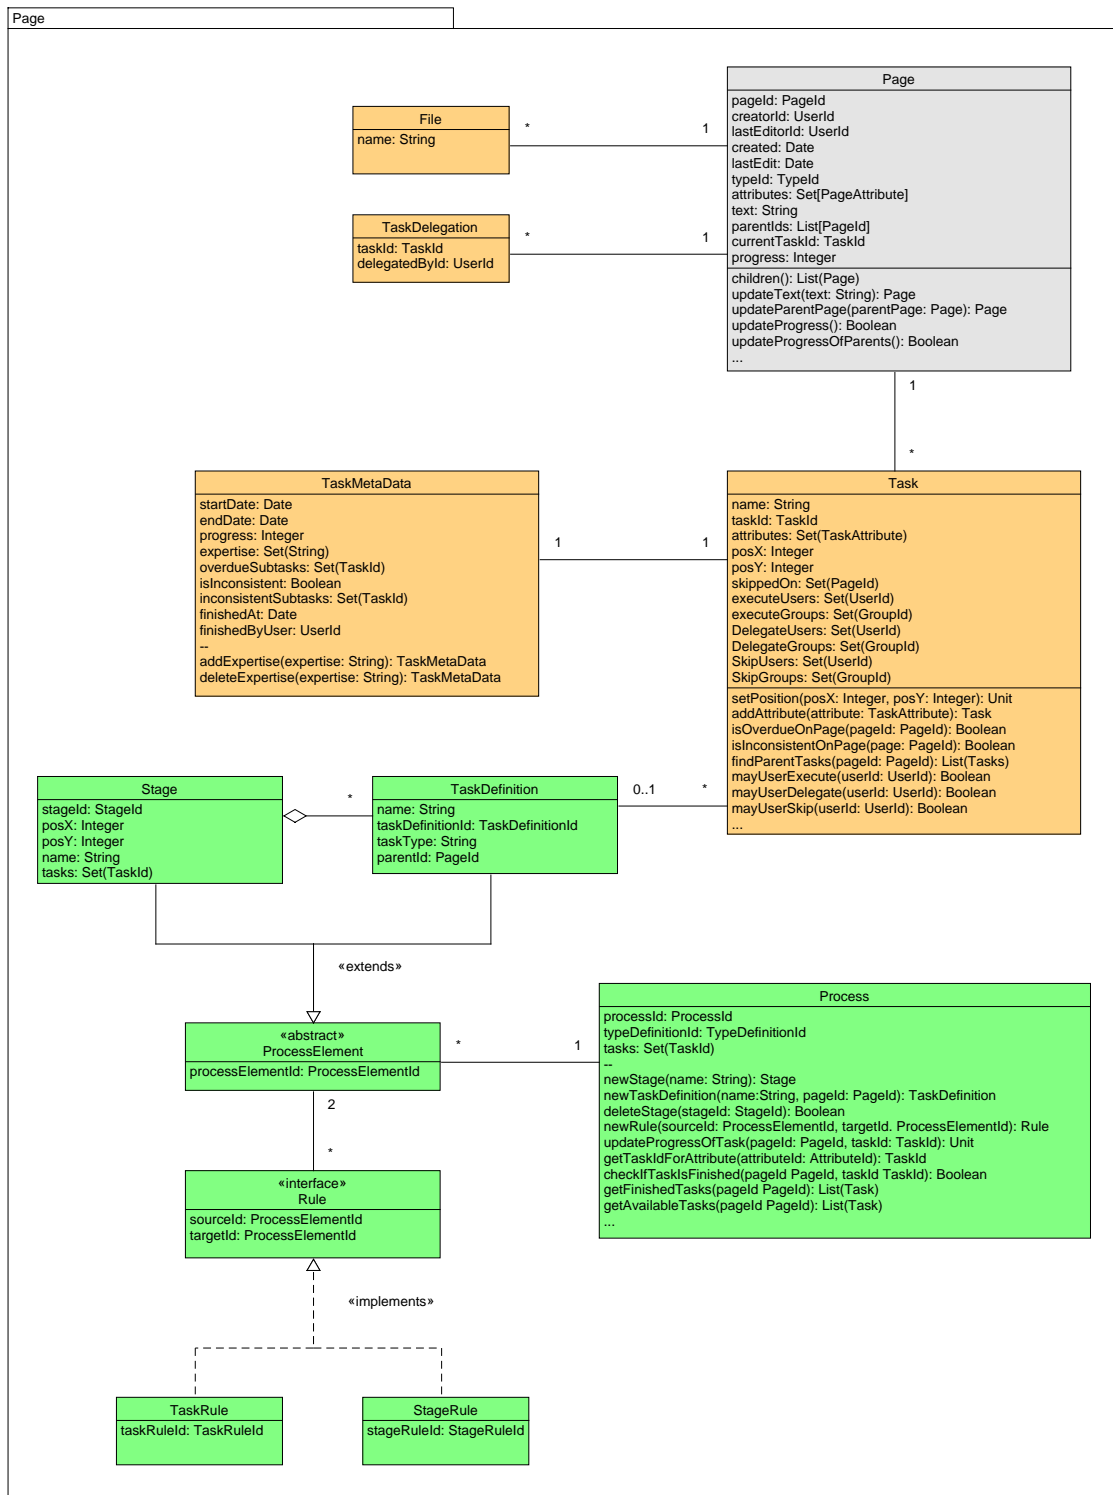 Page
Page
pageId: PageId
creatorId: UserId
lastEditorId: UserId
created: Date
lastEdit: Date
typeId: TypeId
attributes: Set[PageAttribute]
text: String
parentIds: List[PageId]
currentTaskId: TaskId
progress: Integer
children(): List(Page)
updateText(text: String): Page
updateParentPage(parentPage: Page): Page
updateProgress(): Boolean
updateProgressOfParents(): Boolean
...
File
name: String
*
1
TaskDelegation
taskId: TaskId
delegatedById: UserId
*
1
1
*
TaskMetaData
startDate: Date
endDate: Date
progress: Integer
expertise: Set(String)
overdueSubtasks: Set(TaskId)
isInconsistent: Boolean
inconsistentSubtasks: Set(TaskId)
finishedAt: Date
finishedByUser: UserId
--
addExpertise(expertise: String): TaskMetaData
deleteExpertise(expertise: String): TaskMetaData
1
1
Task
name: String
taskId: TaskId
attributes: Set(TaskAttribute)
posX: Integer
posY: Integer
skippedOn: Set(PageId)
executeUsers: Set(UserId)
executeGroups: Set(GroupId)
DelegateUsers: Set(UserId)
DelegateGroups: Set(GroupId)
SkipUsers: Set(UserId)
SkipGroups: Set(GroupId)
setPosition(posX: Integer, posY: Integer): Unit
addAttribute(attribute: TaskAttribute): Task
isOverdueOnPage(pageId: PageId): Boolean
isInconsistentOnPage(page: PageId): Boolean
findParentTasks(pageId: PageId): List(Tasks)
mayUserExecute(userId: UserId): Boolean
mayUserDelegate(userId: UserId): Boolean
mayUserSkip(userId: UserId): Boolean
...
Stage
stageId: StageId
posX: Integer
posY: Integer
name: String
tasks: Set(TaskId)
*
TaskDefinition
name: String
taskDefinitionId: TaskDefinitionId
taskType: String
parentId: PageId
0..1
*
«extends»
«abstract»
ProcessElement
processElementId: ProcessElementId
*
1
Process
processId: ProcessId
typeDefinitionId: TypeDefinitionId
tasks: Set(TaskId)
--
newStage(name: String): Stage
newTaskDefinition(name:String, pageId: PageId): TaskDefinition
deleteStage(stageId: StageId): Boolean
newRule(sourceId: ProcessElementId, targetId. ProcessElementId): Rule
updateProgressOfTask(pageId: PageId, taskId: TaskId): Unit
getTaskIdForAttribute(attributeId: AttributeId): TaskId
checkIfTaskIsFinished(pageId PageId, taskId TaskId): Boolean
getFinishedTasks(pageId PageId): List(Task)
getAvailableTasks(pageId PageId): List(Task)
...
2
*
«interface»
Rule
sourceId: ProcessElementId
targetId: ProcessElementId
«implements»
TaskRule
taskRuleId: TaskRuleId
StageRule
stageRuleId: StageRuleId